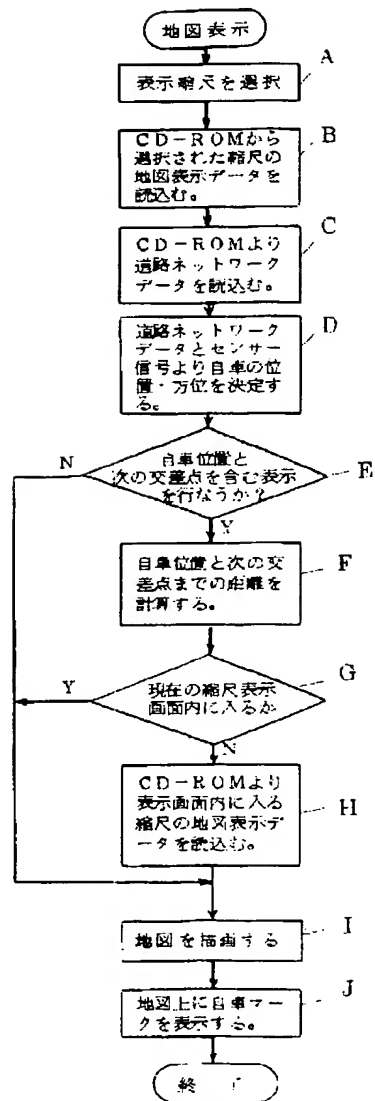 地図表示
A
表示縮尺を選択
B
CD-ROMから
選択された縮尺の
地図表示データを
読込む。
C
CD-ROMより
道路ネットワーク
データを読込む。
D
道路ネットワーク
データとセンサー
信号より自車の位
置・方位を決定す
る。
E
自車位置と
次の交差点を含む表示
を行なうか?
N
Y
F
自車位置と次の交
差点までの距離を
計算する。
G
現在の縮尺表示
画面内に入るか
Y
N
H
CD-ROMより
表示画面内に入る
縮尺の地図表示デ
ータを読込む。
I
地図を描画する
J
地図上に自車マー
クを表示する。
終了